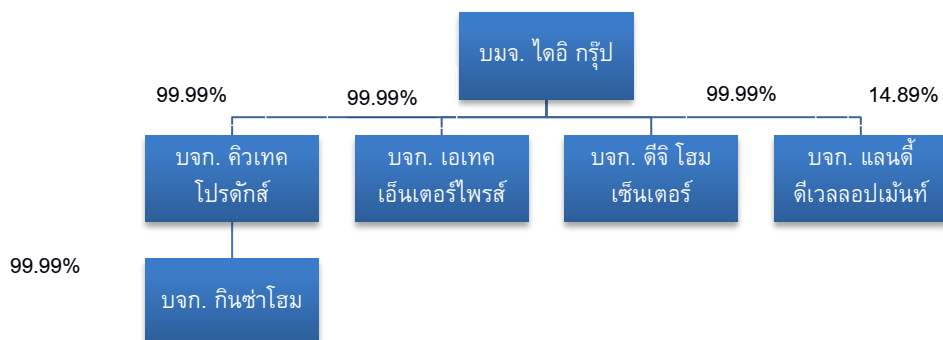 บมจ. ไดอิ กรุ๊ป
99.99%
99.99%
99.99%
14.89%
บจก. คิวเทค
โปรดักส์
บจก. เอเทค
เอ็นเตอร์ไพรส์
บจก. ดีจิ โฮม
เซ็นเตอร์
บจก. แลนดี้
ดีเวลลอปเม้นท์
99.99%
บจก. กินซ่าโฮม